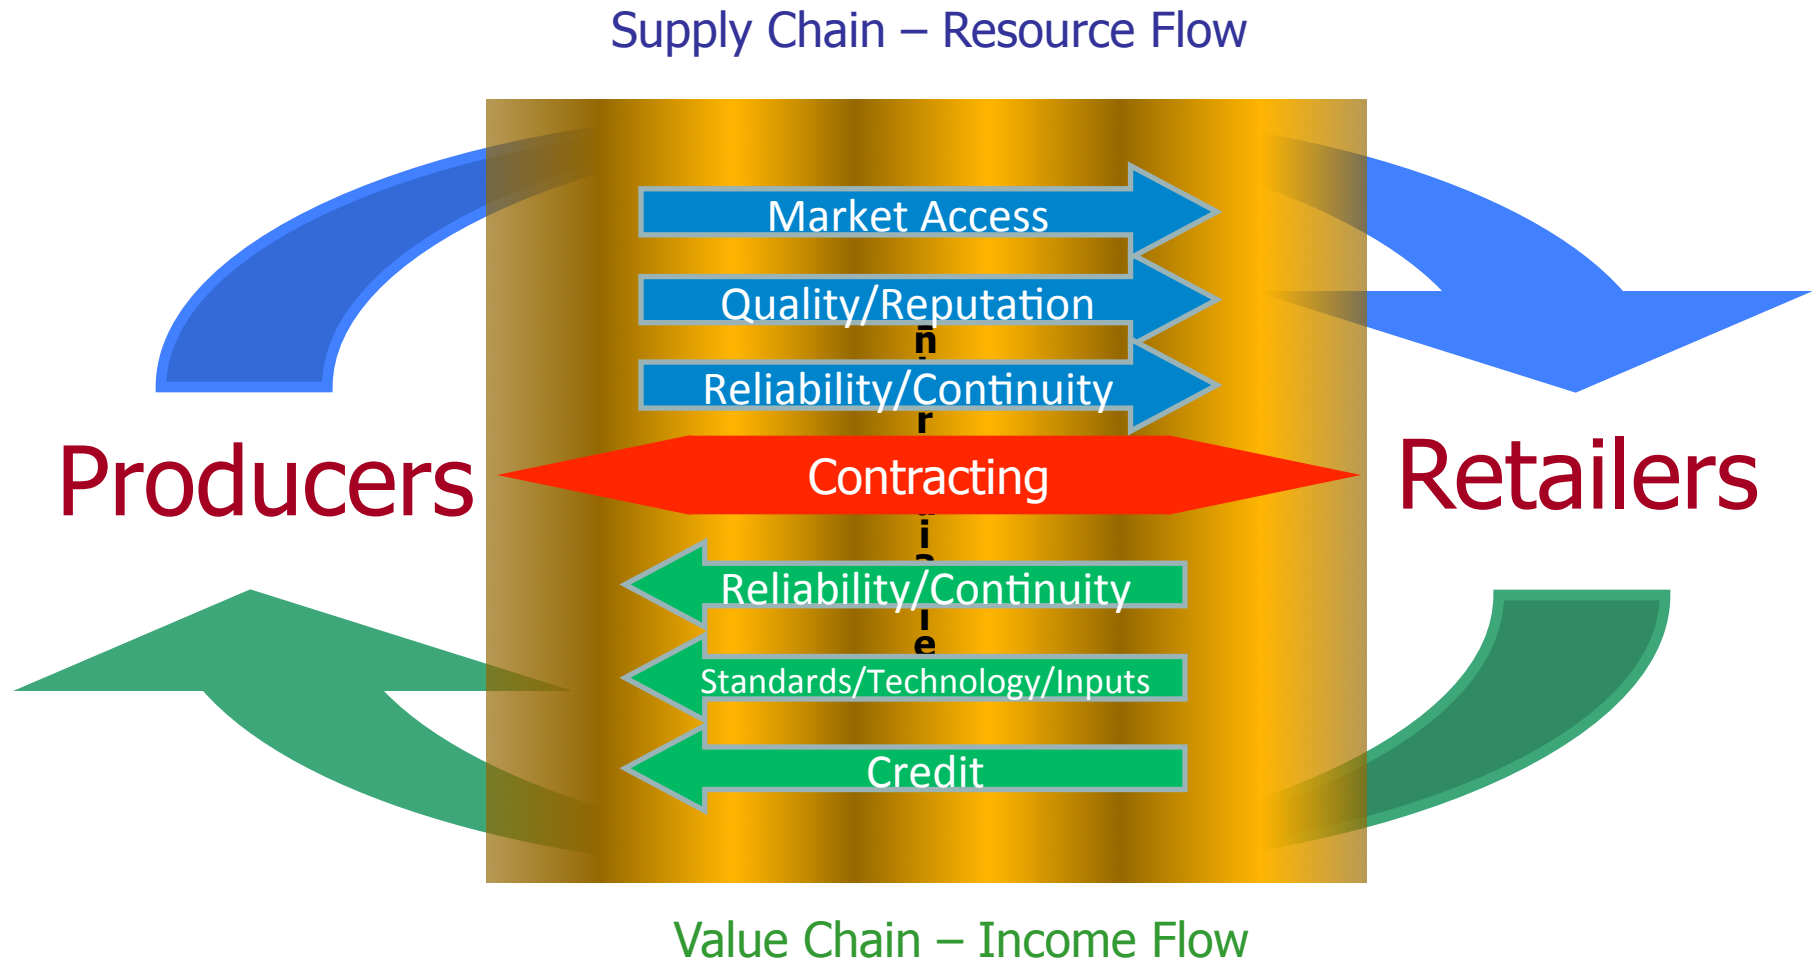 Supply Chain – Resource Flow
Market Access
Quality/Reputation
Reliability/Continuity
Producers
Contracting
Retailers
Reliability/Continuity
Standards/Technology/Inputs
Credit
Value Chain – Income Flow